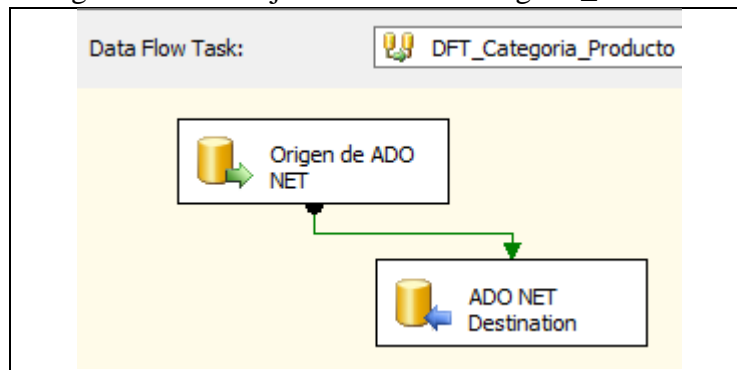 Data Flow Task:
DFT_Categoria_Producto
Origen de ADO
NET
ADO NET
Destination